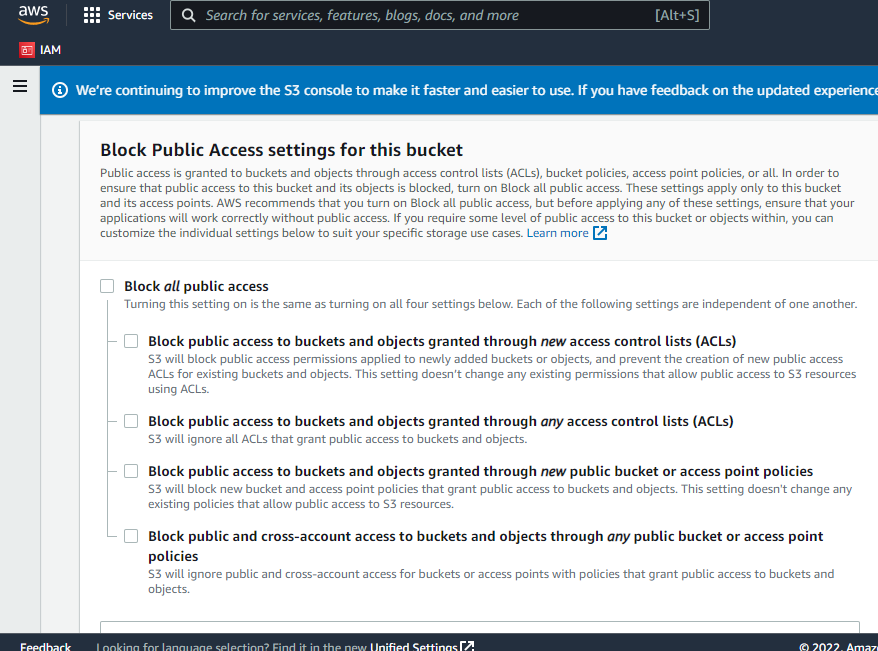 aws
Services
Search for services, features, blogs, docs, and more
[Alt+S]
IAM
We're continuing to improve the S3 console to make it faster and easier to use. If you have feedback on the updated experience
Block Public Access settings for this bucket
Public access is granted to buckets and objects through access control lists (ACLs), bucket policies, access point policies, or all. In order to
ensure that public access to this bucket and its objects is blocked, turn on Block all public access. These settings apply only to this bucket
and its access points. AWS recommends that you turn on Block all public access, but before applying any of these settings, ensure that your
applications will work correctly without public access. If you require some level of public access to this bucket or objects within, you can
customize the individual settings below to suit your specific storage use cases. Learn more
Block all public access
Turning this setting on is the same as turning on all four settings below. Each of the following settings are independent of one another.
Block public access to buckets and objects granted through new access control lists (ACLs)
S3 will block public access permissions applied to newly added buckets or objects, and prevent the creation of new public access
ACLs for existing buckets and objects. This setting doesn't change any existing permissions that allow public access to S3 resources
using ACLs.
Block public access to buckets and objects granted through any access control lists (ACLs)
S3 will ignore all ACLs that grant public access to buckets and objects.
Block public access to buckets and objects granted through new public bucket or access point policies
S3 will block new bucket and access point policies that grant public access to buckets and objects. This setting doesn't change any
existing policies that allow public access to S3 resources.
Block public and cross-account access to buckets and objects through any public bucket or access point
policies
S3 will ignore public and cross-account access for buckets or access points with policies that grant public access to buckets and
objects.
Feedback
Looking for language selection? Find it in the new Unified Settings
© 2022, Amaz